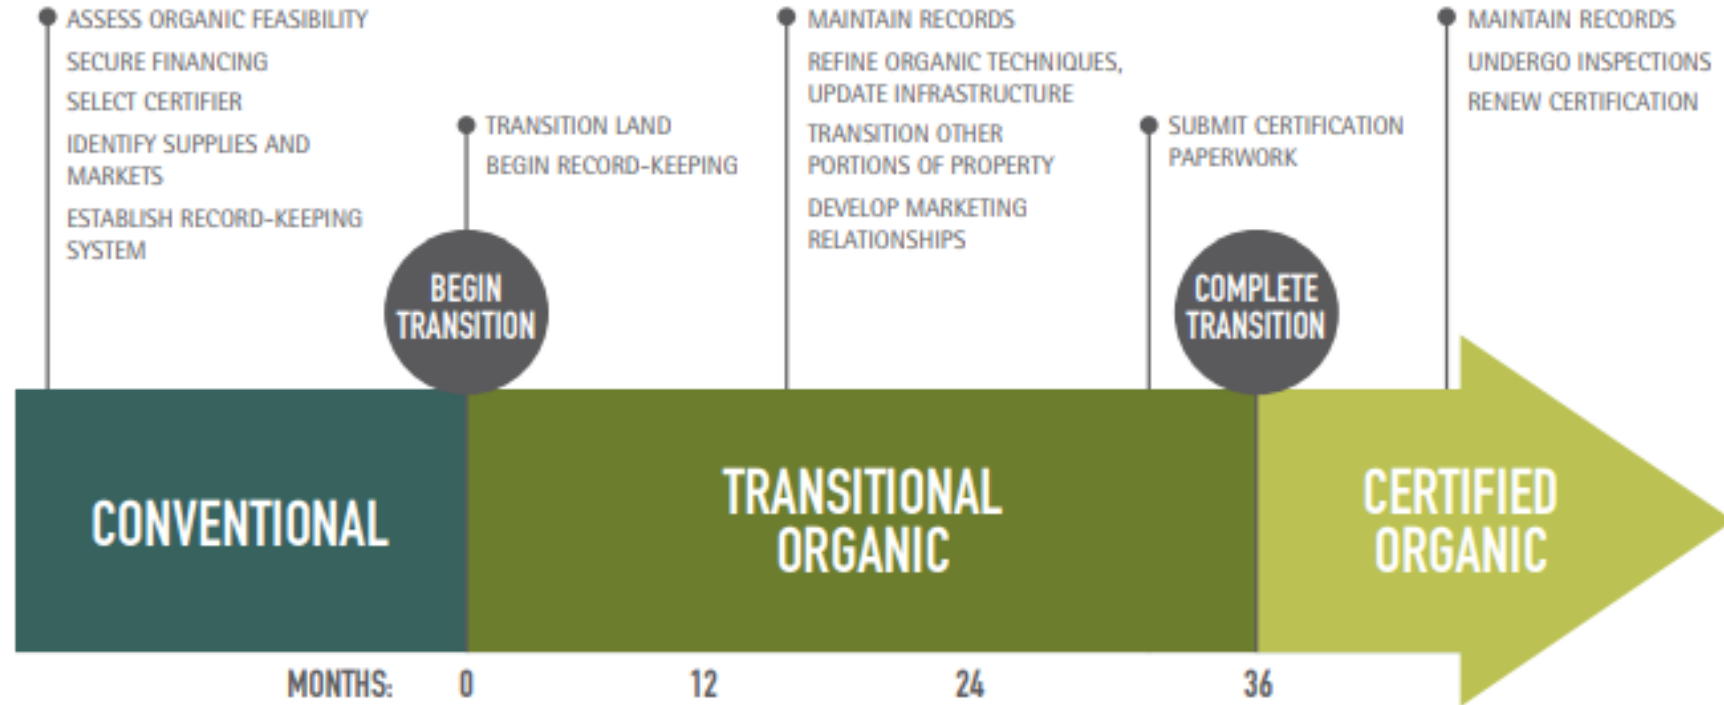 ASSESS ORGANIC FEASIBILITY
SECURE FINANCING
SELECT CERTIFIER
IDENTIFY SUPPLIES AND
MARKETS
ESTABLISH RECORD-KEEPING
SYSTEM
TRANSITION LAND
BEGIN RECORD-KEEPING
MAINTAIN RECORDS
REFINE ORGANIC TECHNIQUES,
UPDATE INFRASTRUCTURE
TRANSITION OTHER
PORTIONS OF PROPERTY
DEVELOP MARKETING
RELATIONSHIPS
SUBMIT CERTIFICATION
PAPERWORK
MAINTAIN RECORDS
UNDERGO INSPECTIONS
RENEW CERTIFICATION
BEGIN
TRANSITION
COMPLETE
TRANSITION
CONVENTIONAL
TRANSITIONAL
ORGANIC
CERTIFIED
ORGANIC
MONTHS: 0 12 24 36